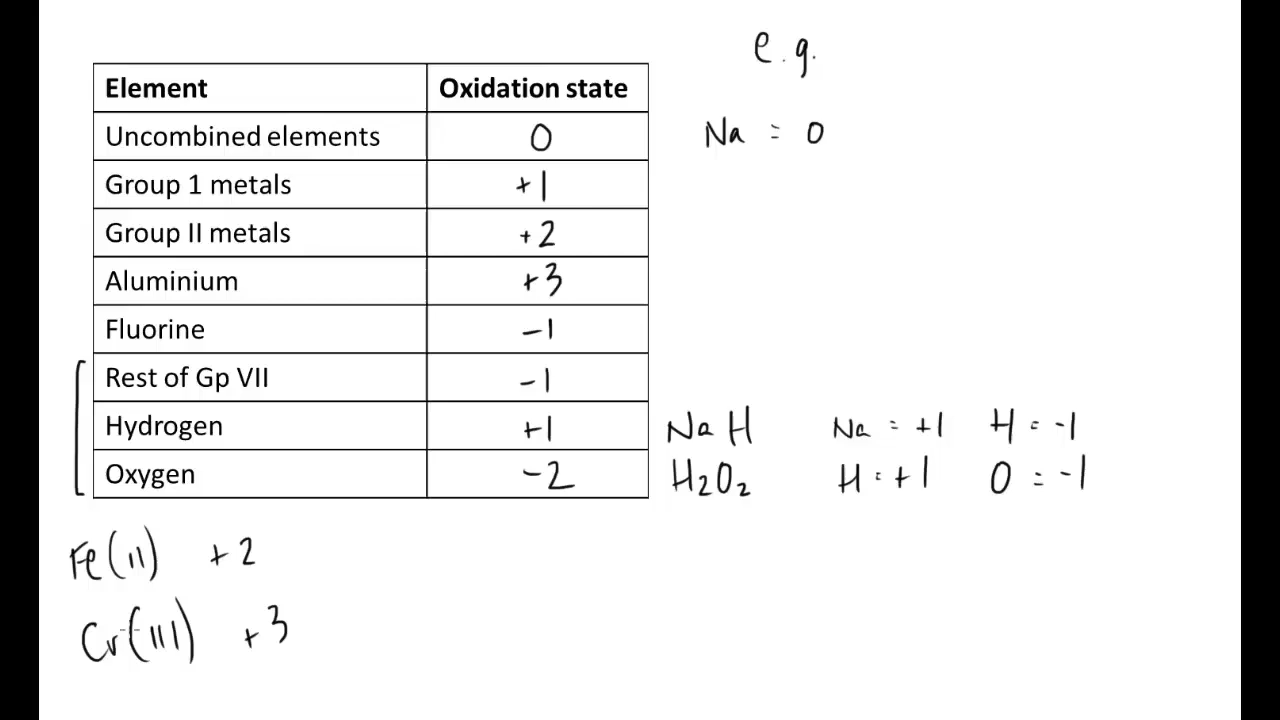 e.g.
Element Oxidation state
Uncombined elements 0 Na = 0
Group 1 metals +1
Group II metals +2
Aluminium +3
Fluorine -1
Rest of Gp VII -1
Hydrogen +1 NaH Na = +1 H = -1
Oxygen -2 H2O2 H = +1 O = -1
Fe(II) +2
Cr(III) +3